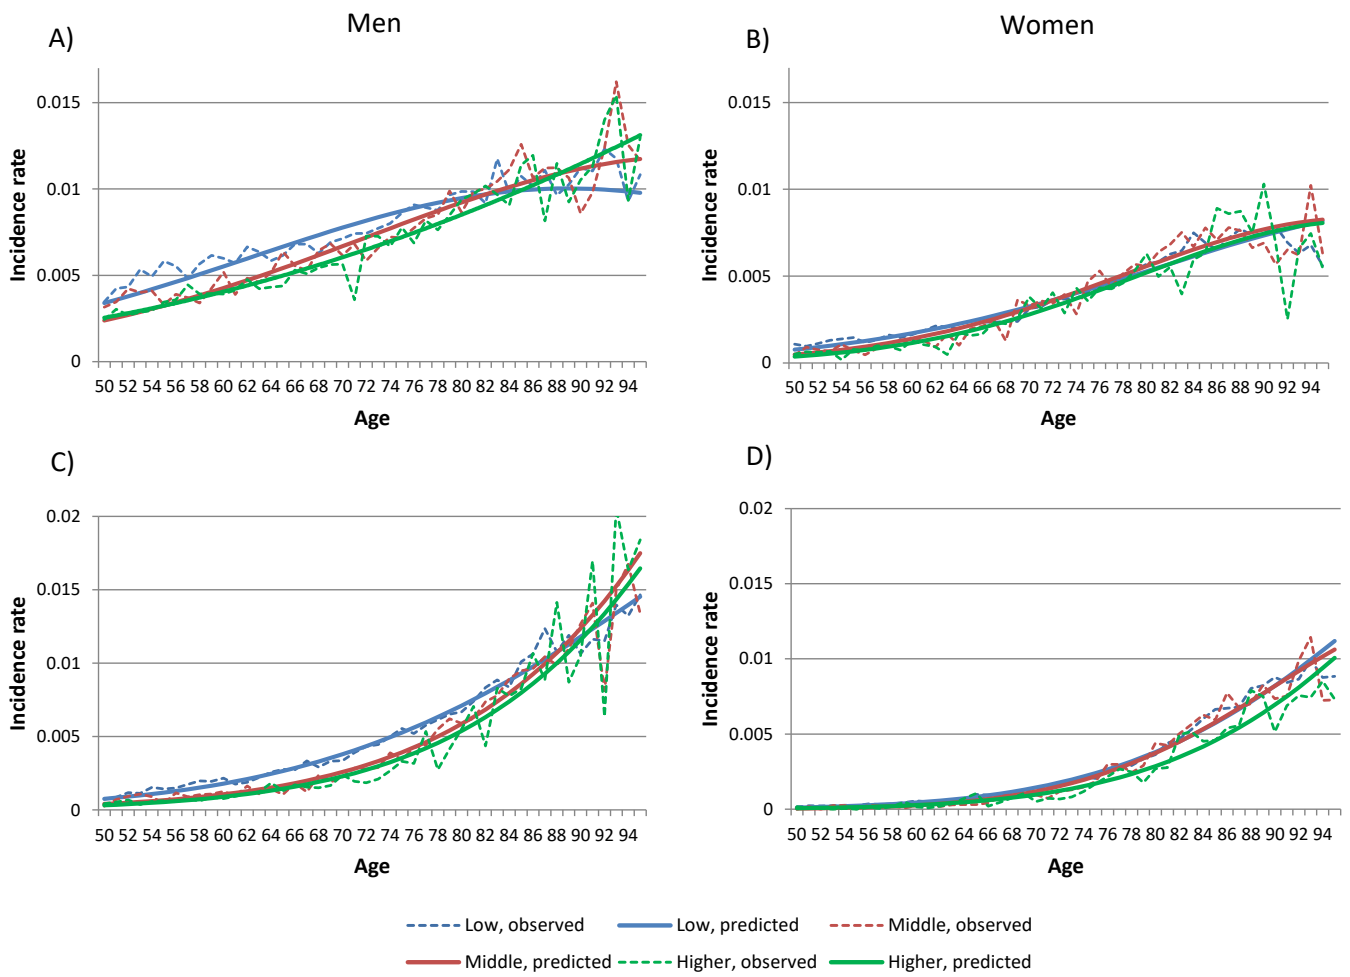 Men
Women
A)
B)
Incidence rate
0.015
0.01
0.005
0
50 52 54 56 58 60 62 64 66 68 70 72 74 76 78 80 82 84 86 88 90 92 94
Age
Incidence rate
0.015
0.01
0.005
0
50 52 54 56 58 60 62 64 66 68 70 72 74 76 78 80 82 84 86 88 90 92 94
Age
C)
D)
Incidence rate
0.02
0.015
0.01
0.005
0
50 52 54 56 58 60 62 64 66 68 70 72 74 76 78 80 82 84 86 88 90 92 94
Age
Incidence rate
0.02
0.015
0.01
0.005
0
50 52 54 56 58 60 62 64 66 68 70 72 74 76 78 80 82 84 86 88 90 92 94
Age
Low, observed Low, predicted Middle, observed
Middle, predicted Higher, observed Higher, predicted